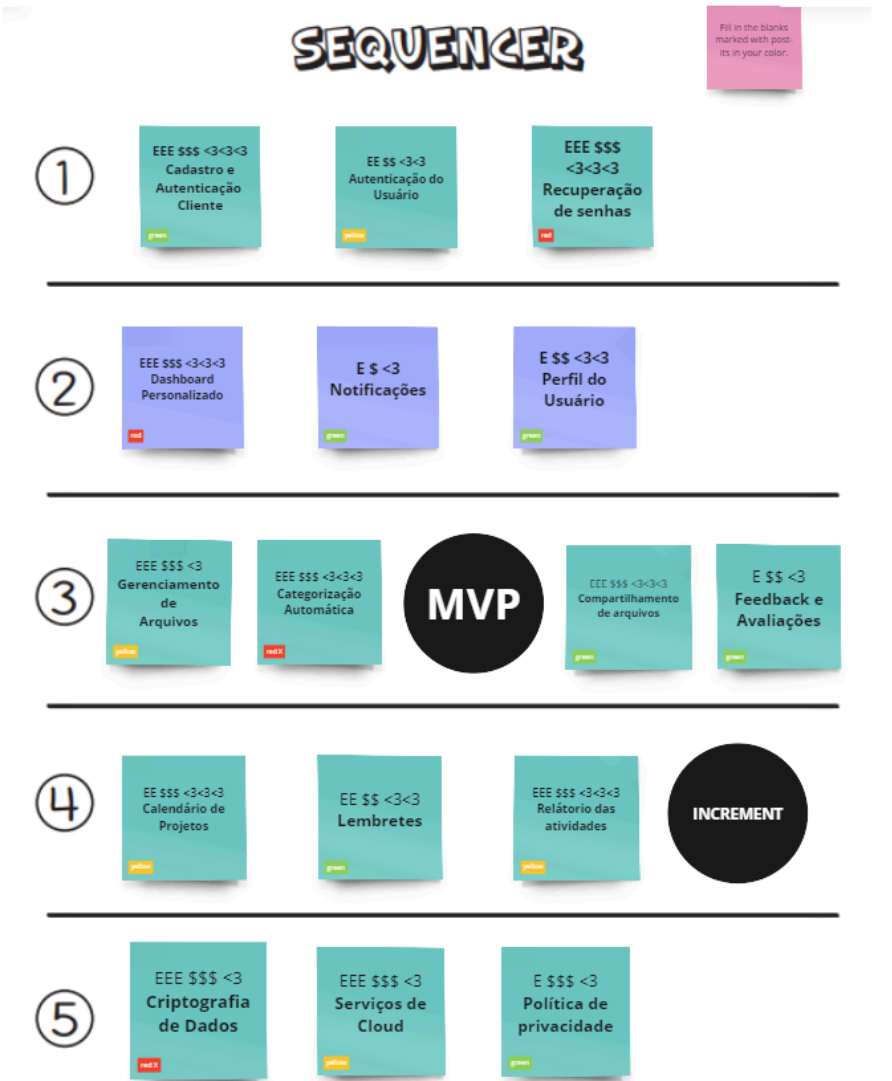 SEQUENCER
Fill in the blanks
marked with post-
its in your color.
1
EEE $$$ <3<3<3
Cadastro e
Autenticação
Cliente
green
EE $$ <3<3
Autenticação do
Usuário
yellow
EEE $$$
<3<3<3
Recuperação
de senhas
red
2
EEE $$$ <3<3<3
Dashboard
Personalizado
red
E $ <3
Notificações
green
E $$ <3<3
Perfil do
Usuário
green
3
EEE $$$ <3
Gerenciamento
de
Arquivos
yellow
EEE $$$ <3<3<3
Categorização
Automática
red X
MVP
EEE $$$ <3<3<3
Compartilhamento
de arquivos
green
E $$ <3
Feedback e
Avaliações
green
4
EE $$$ <3<3<3
Calendário de
Projetos
yellow
EE $$ <3<3
Lembretes
green
EEE $$$ <3<3<3
Relátorio das
atividades
yellow
INCREMENT
5
EEE $$$ <3
Criptografia
de Dados
red X
EEE $$$ <3
Serviços de
Cloud
yellow
E $$$ <3
Política de
privacidade
green